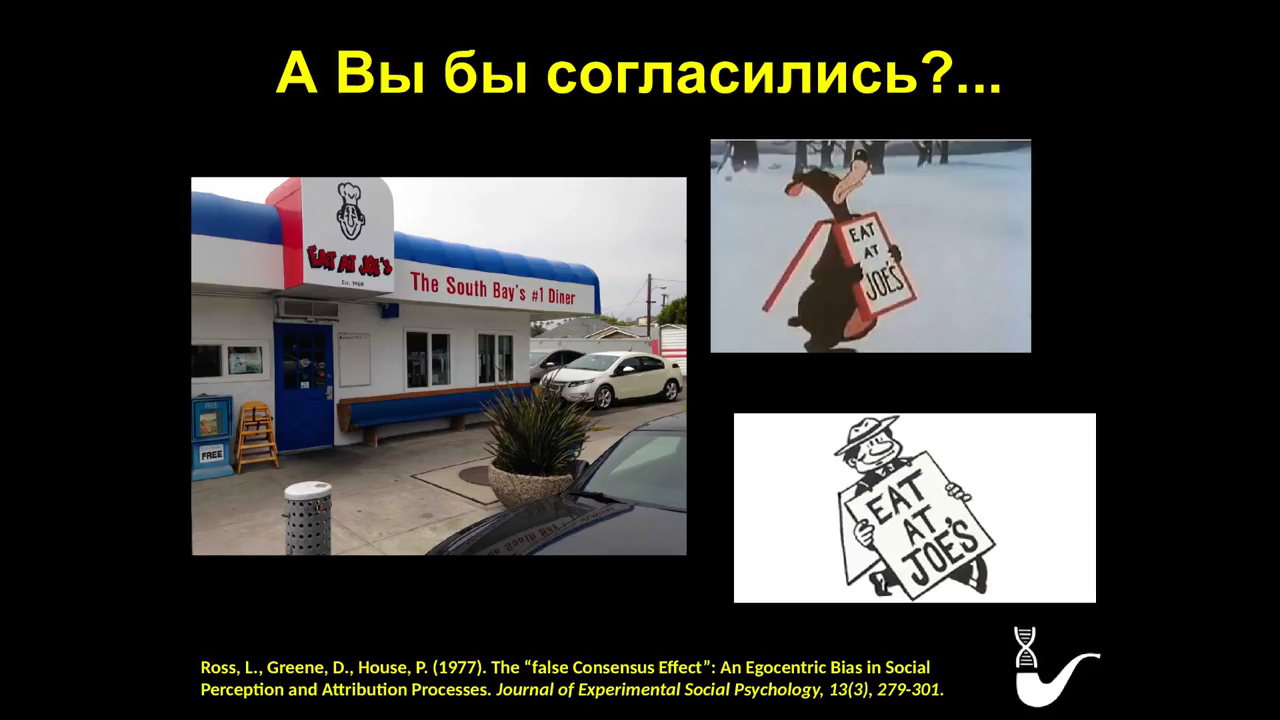 А Вы бы согласились?...
EAT AT JOE'S
Est. 1969
The South Bay's #1 Diner
FREE
FREE
EAT
AT
JOE'S
EAT
AT
JOE'S
Ross, L., Greene, D., House, P. (1977). The “false Consensus Effect”: An Egocentric Bias in Social
Perception and Attribution Processes. Journal of Experimental Social Psychology, 13(3), 279-301.